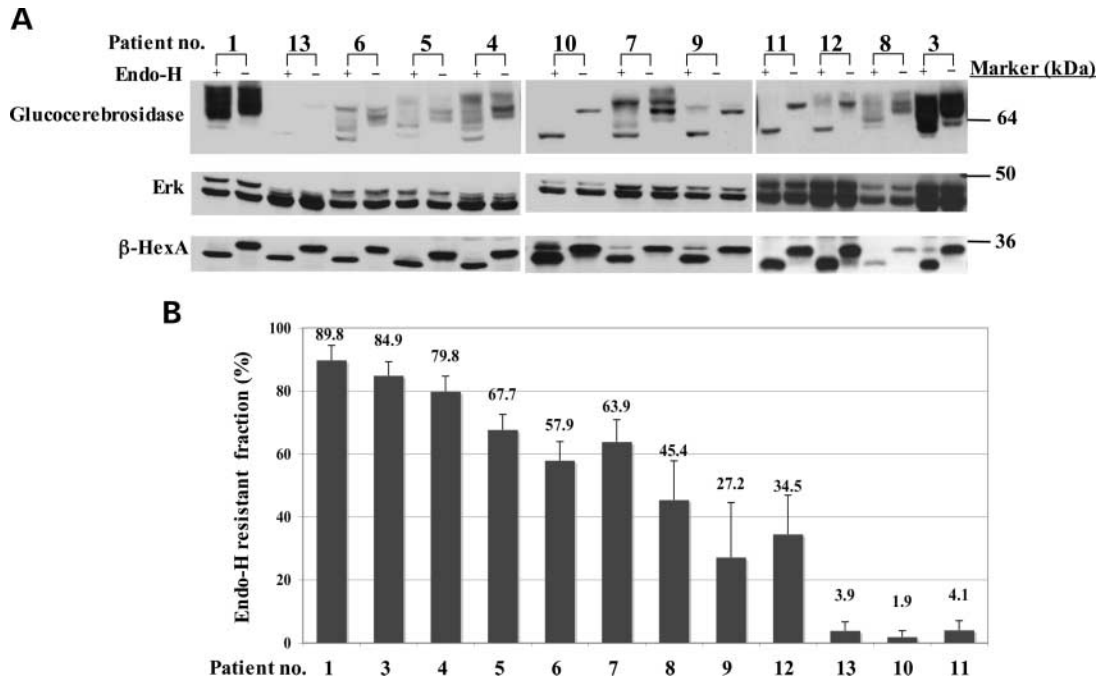 A
Patient no. 1 13 6 5 4 10 7 9 11 12 8 3
Endo-H + − + − + − + − + − + − + − + − + − + − + − + − Marker (kDa)
Glucocerebrosidase
64
Erk
50
β-HexA
36
B
Endo-H resistant fraction (%)
100
80
60
40
20
0
89.8 84.9 79.8 67.7 57.9 63.9 45.4 27.2 34.5 3.9 1.9 4.1
Patient no. 1 3 4 5 6 7 8 9 12 13 10 11